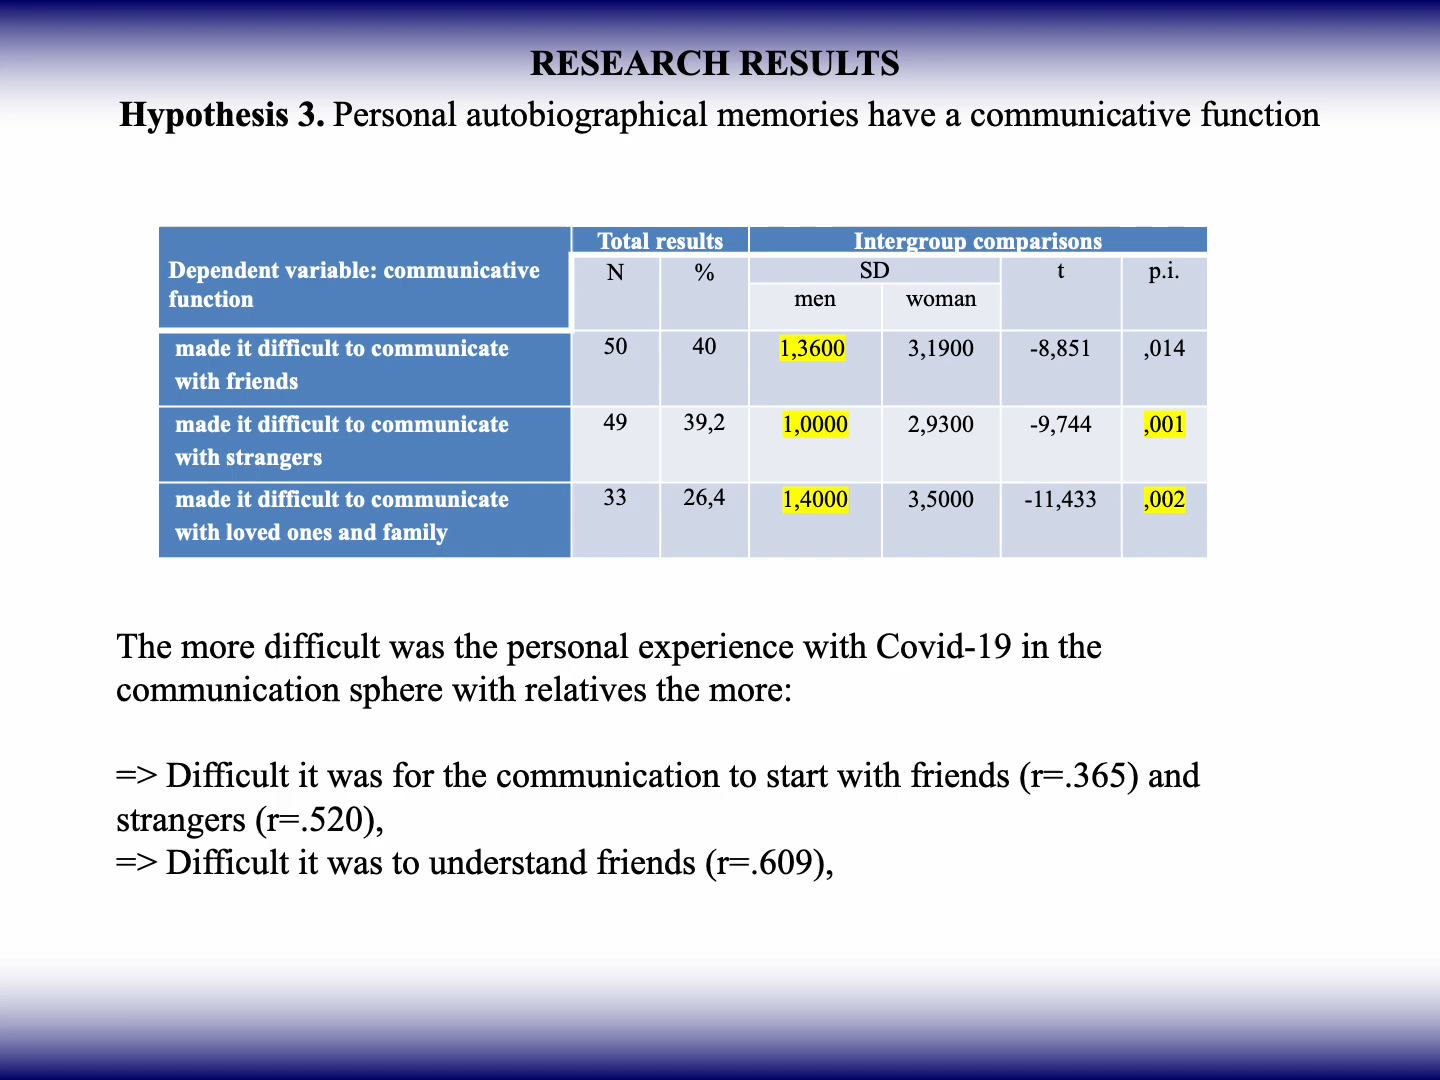 RESEARCH RESULTS
Hypothesis 3. Personal autobiographical memories have a communicative function
Dependent variable: communicative function
Total results
Intergroup comparisons
N
%
SD
t
p.i.
men
woman
made it difficult to communicate with friends
50
40
1,3600
3,1900
-8,851
,014
made it difficult to communicate with strangers
49
39,2
1,0000
2,9300
-9,744
,001
made it difficult to communicate with loved ones and family
33
26,4
1,4000
3,5000
-11,433
,002
The more difficult was the personal experience with Covid-19 in the
communication sphere with relatives the more:
=> Difficult it was for the communication to start with friends (r=.365) and
strangers (r=.520),
=> Difficult it was to understand friends (r=.609),